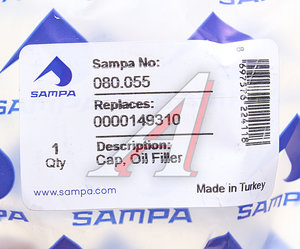 SAMPA
Sampa No:
080.055
Replaces:
0000149310
1
Qty
Description:
Cap, Oil Filler
www.sampa.com
Made in Turkey
SAMPA
SAMPA